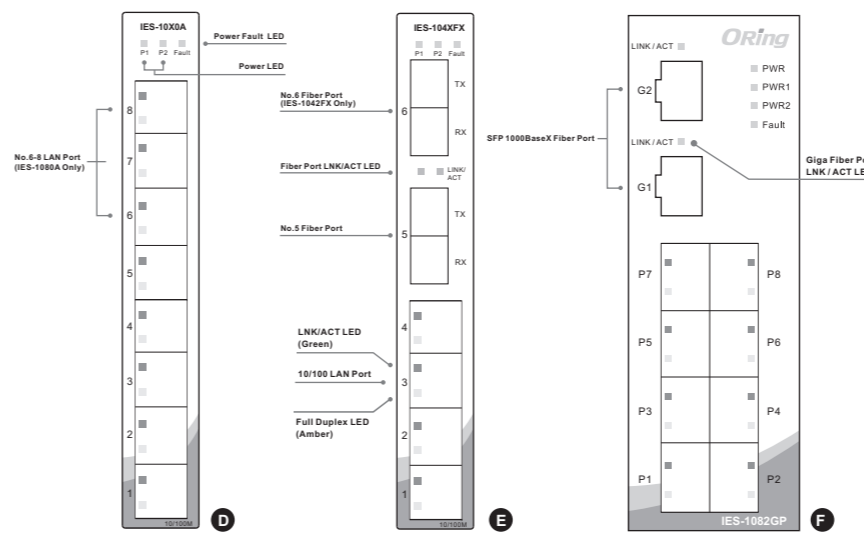 IES-10X0A
P1 P2 Fault
Power Fault LED
Power LED
8
7
6
5
4
3
2
1
No.6-8 LAN Port
(IES-1080A Only)
10/100M
D
IES-104XFX
P1 P2 Fault
TX
6
RX
LINK/
ACT
TX
5
RX
4
3
2
1
No.6 Fiber Port
(IES-1042FX Only)
Fiber Port LNK/ACT LED
No.5 Fiber Port
LNK/ACT LED
(Green)
10/100 LAN Port
Full Duplex LED
(Amber)
10/100M
E
ORing
LINK / ACT
G2
PWR
PWR1
PWR2
Fault
SFP 1000BaseX Fiber Port
LINK / ACT
G1
Giga Fiber
LNK / ACT
P7 P8
P5 P6
P3 P4
P1 P2
IES-1082GP
F